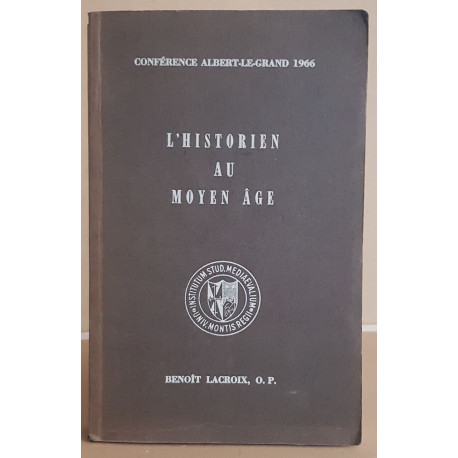 CONFÉRENCE ALBERT-LE-GRAND 1966
L'HISTORIEN
AU
MOYEN ÂGE
INSTITUTUM STUD. MEDIAEVALIUM
UNIV. MONTIS REGII
BENOÎT LACROIX, O. P.